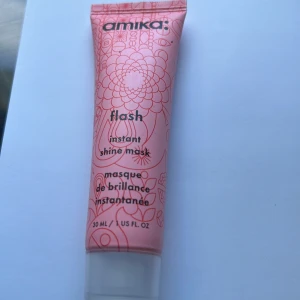 amika:
flash
instant
shine mask
masque
de brillance
instantanée
30 ML / 1 US FL OZ